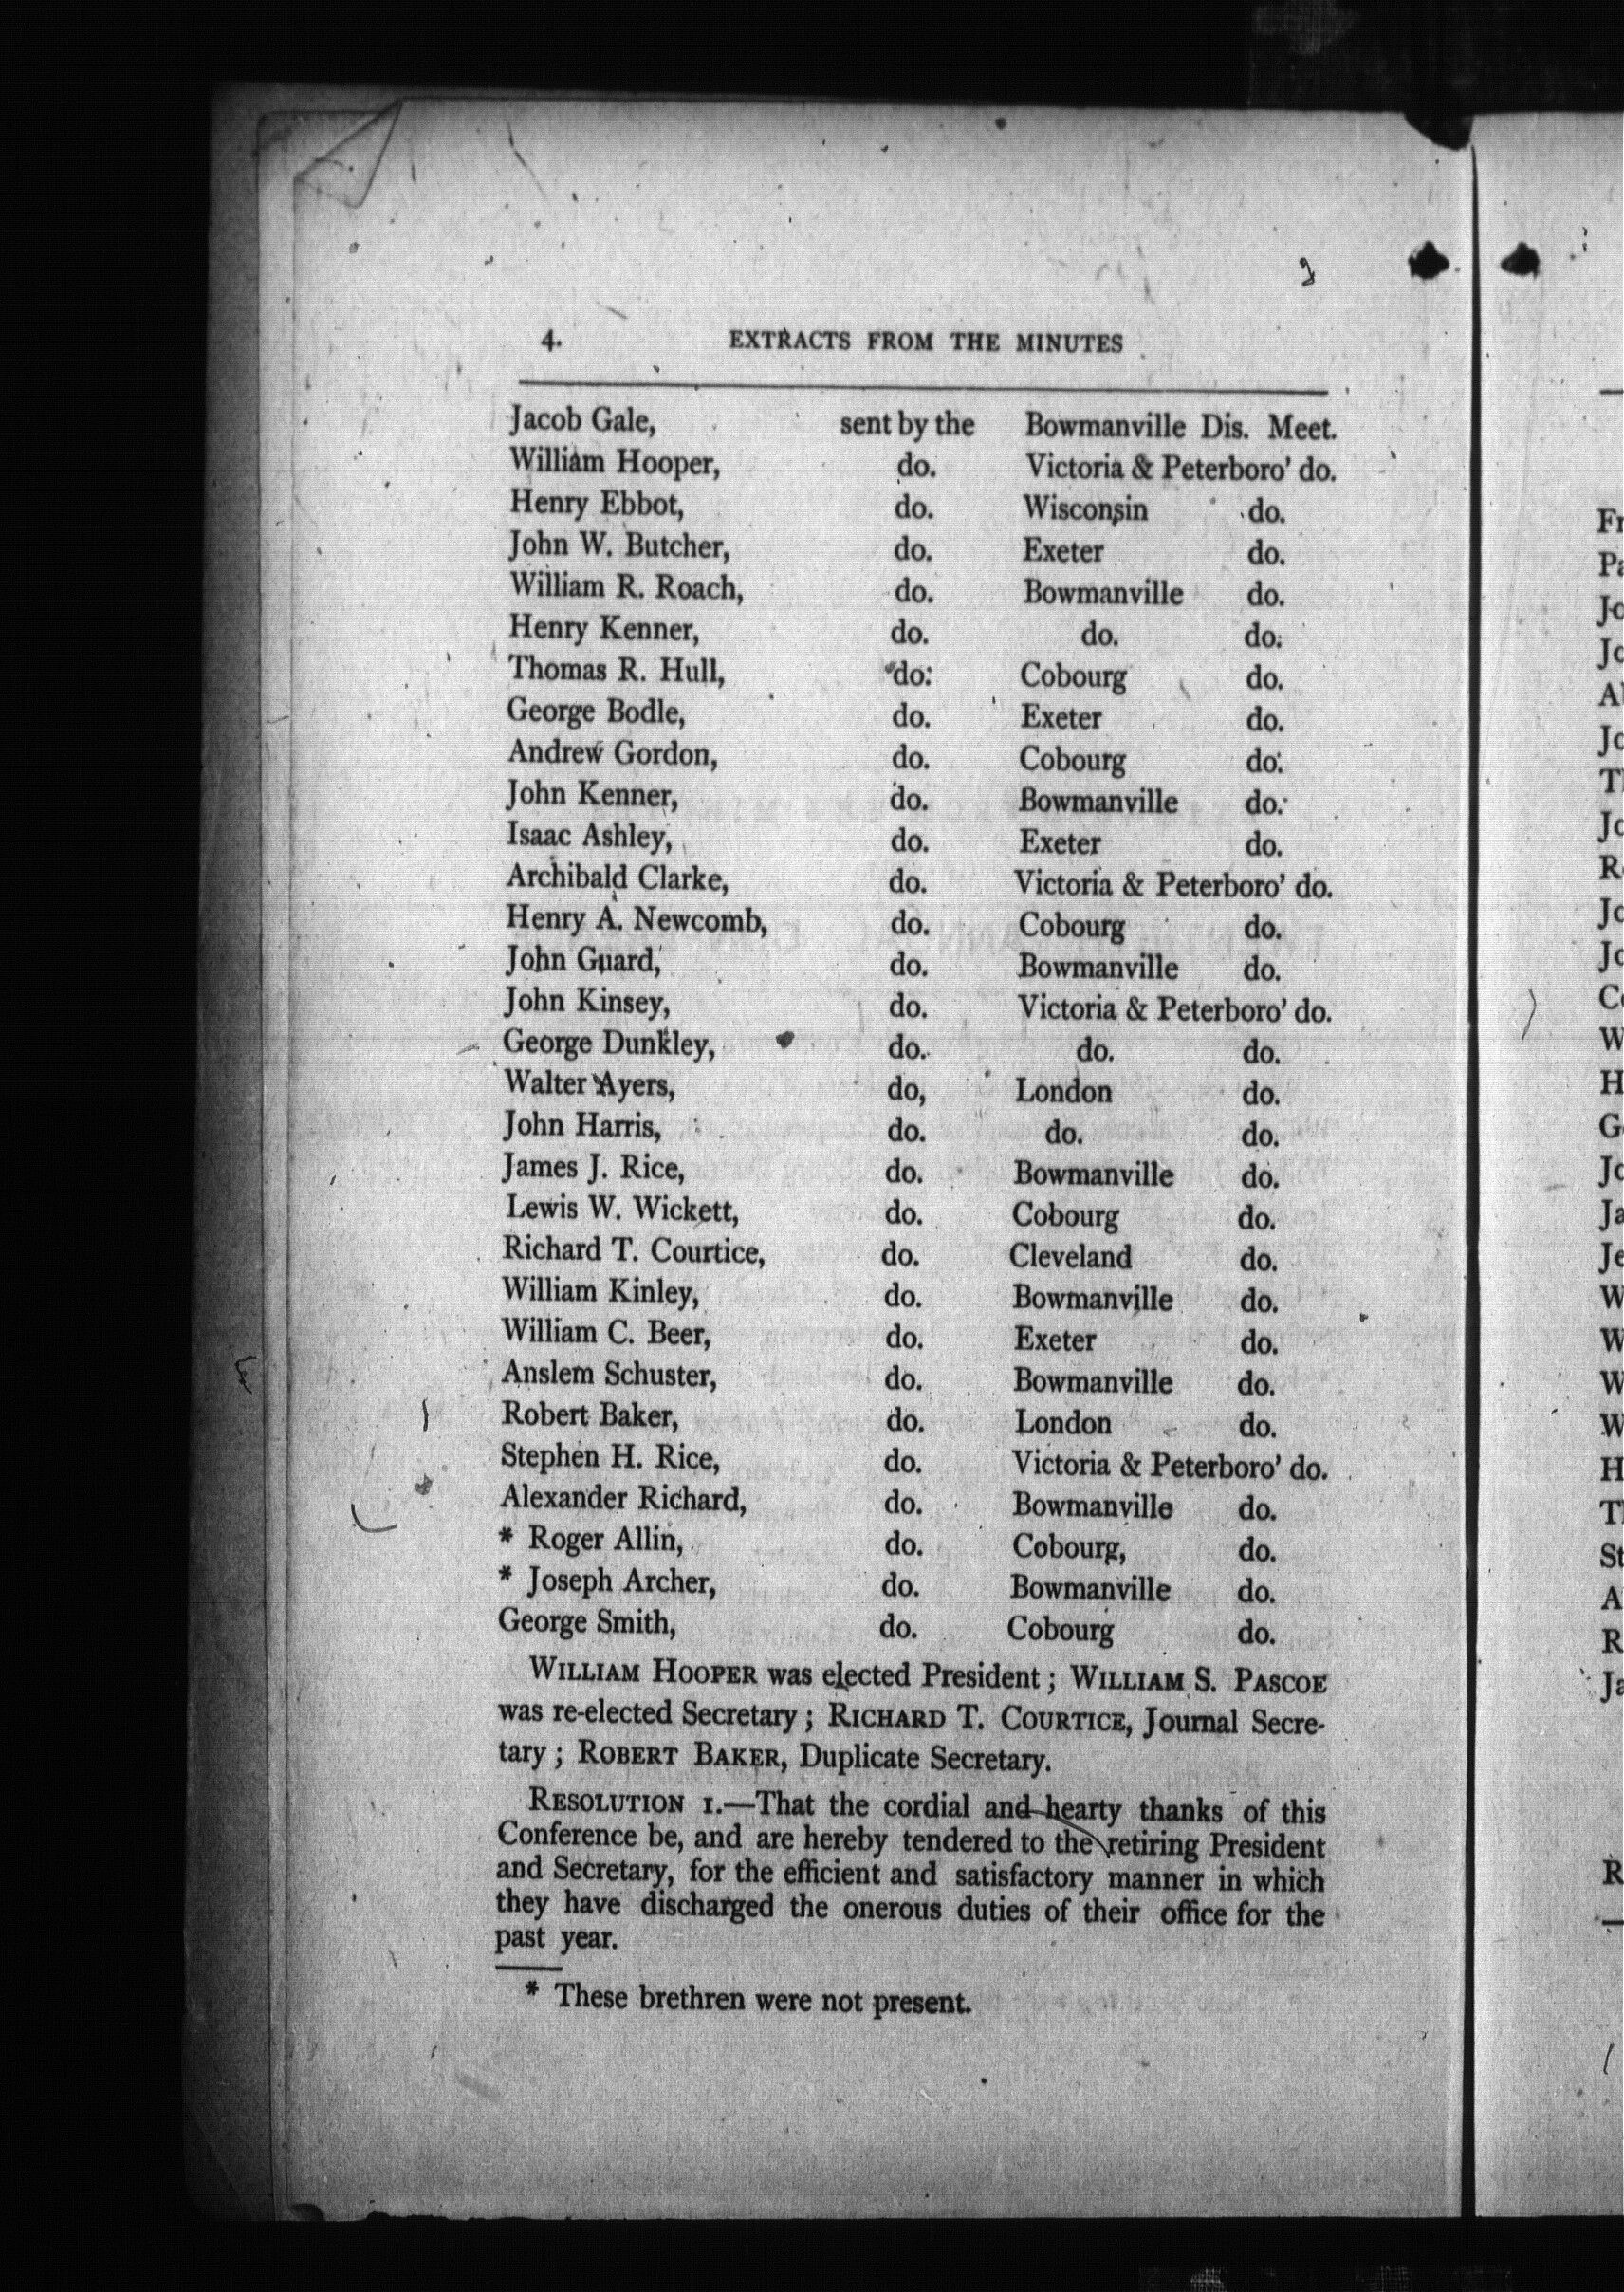 4. EXTRACTS FROM THE MINUTES
Jacob Gale, sent by the Bowmanville Dis. Meet.
William Hooper, do. Victoria & Peterboro' do.
Henry Ebbot, do. Wisconsin do.
John W. Butcher, do. Exeter do.
William R. Roach, do. Bowmanville do.
Henry Kenner, do. do. do.
Thomas R. Hull, do. Cobourg do.
George Bodle, do. Exeter do.
Andrew Gordon, do. Cobourg do.
John Kenner, do. Bowmanville do.
Isaac Ashley, do. Exeter do.
Archibald Clarke, do. Victoria & Peterboro' do.
Henry A. Newcomb, do. Cobourg do.
John Guard, do. Bowmanville do.
John Kinsey, do. Victoria & Peterboro' do.
George Dunkley, do. do. do.
Walter Ayers, do, London do.
John Harris, do. do. do.
James J. Rice, do. Bowmanville do.
Lewis W. Wickett, do. Cobourg do.
Richard T. Courtice, do. Cleveland do.
William Kinley, do. Bowmanville do.
William C. Beer, do. Exeter do.
Anslem Schuster, do. Bowmanville do.
Robert Baker, do. London do.
Stephen H. Rice, do. Victoria & Peterboro' do.
Alexander Richard, do. Bowmanville do.
* Roger Allin, do. Cobourg, do.
* Joseph Archer, do. Bowmanville do.
George Smith, do. Cobourg do.
WILLIAM HOOPER was elected President; WILLIAM S. PASCOE
was re-elected Secretary; RICHARD T. COURTICE, Journal Secre-
tary; ROBERT BAKER, Duplicate Secretary.
RESOLUTION 1.—That the cordial and hearty thanks of this
Conference be, and are hereby tendered to the retiring President
and Secretary, for the efficient and satisfactory manner in which
they have discharged the onerous duties of their office for the
past year.
* These brethren were not present.